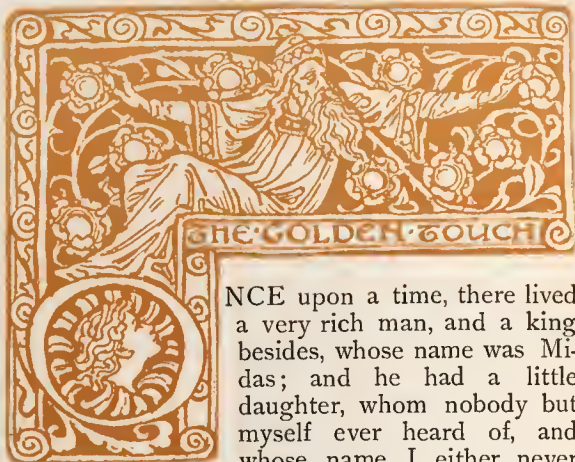 THE·GOLDEN·TOUCH
ONCE upon a time, there lived
a very rich man, and a king
besides, whose name was Mi-
das; and he had a little
daughter, whom nobody but
myself ever heard of, and
whose name I either never